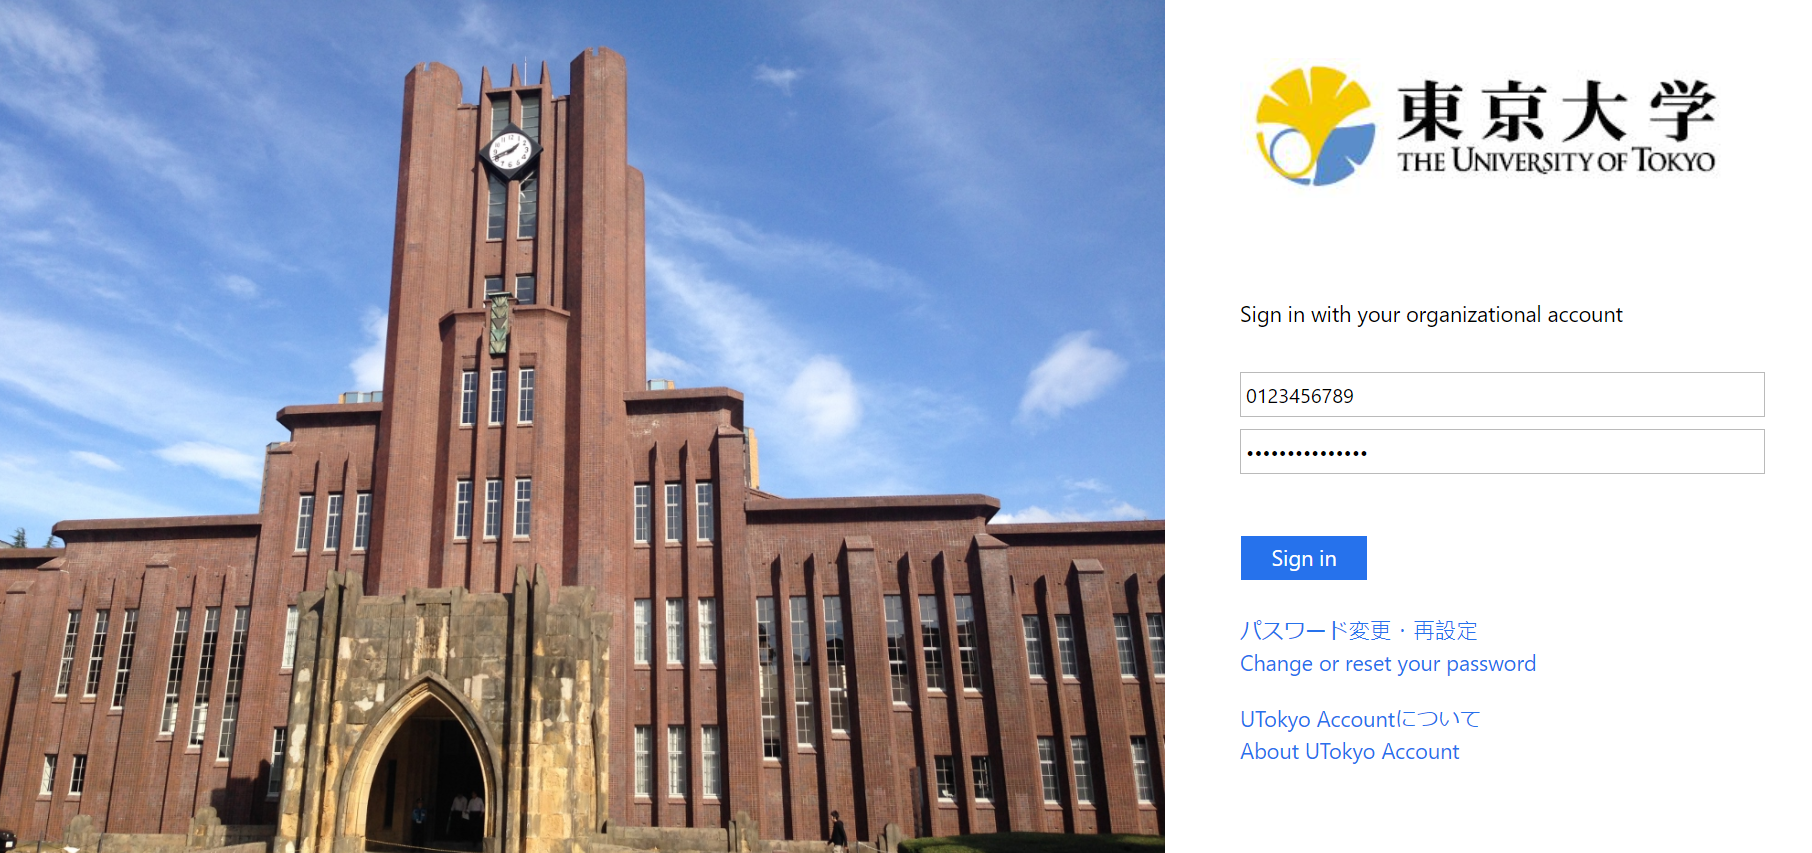 東京大学
THE UNIVERSITY OF TOKYO
Sign in with your organizational account
0123456789
•••••••••••••••
Sign in
パスワード変更・再設定
Change or reset your password
UTokyo Accountについて
About UTokyo Account